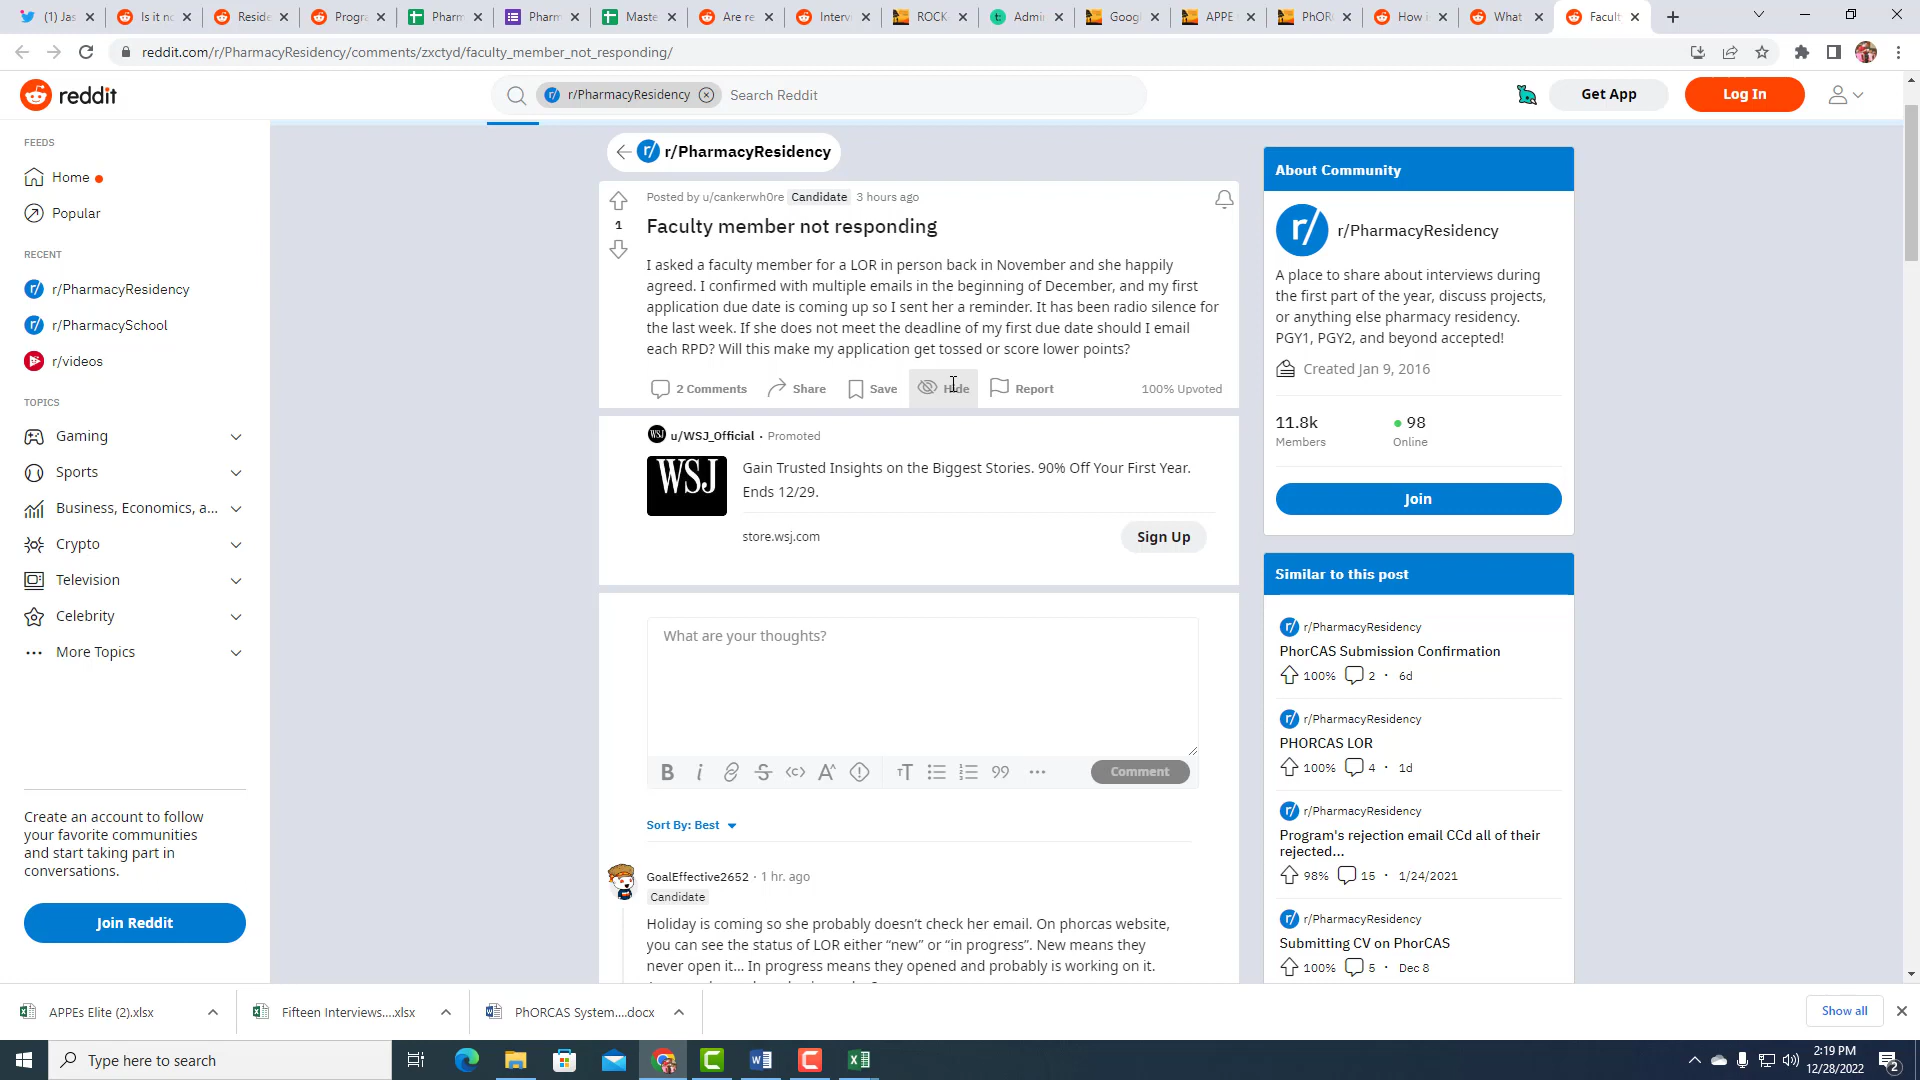 (1) Jas
Is it no
Reside
Progra
Pharm
Pharm
Maste
Are re
Intervi
ROCK
Admi
Googl
APPE
PhOR
How i
What
Facult
reddit.com/r/PharmacyResidency/comments/zxctyd/faculty_member_not_responding/
reddit
r/PharmacyResidency
Search Reddit
Get App
Log In
FEEDS
Home
Popular
RECENT
r/PharmacyResidency
r/PharmacySchool
r/videos
TOPICS
Gaming
Sports
Business, Economics, a...
Crypto
Television
Celebrity
More Topics
Create an account to follow
your favorite communities
and start taking part in
conversations.
Join Reddit
r/PharmacyResidency
Posted by u/cankerwh0re Candidate 3 hours ago
1
Faculty member not responding
I asked a faculty member for a LOR in person back in November and she happily
agreed. I confirmed with multiple emails in the beginning of December, and my first
application due date is coming up so I sent her a reminder. It has been radio silence for
the last week. If she does not meet the deadline of my first due date should I email
each RPD? Will this make my application get tossed or score lower points?
2 Comments Share Save Hide Report 100% Upvoted
u/WSJ_Official · Promoted
WSJ
Gain Trusted Insights on the Biggest Stories. 90% Off Your First Year.
Ends 12/29.
store.wsj.com
Sign Up
What are your thoughts?
Comment
Sort By: Best
GoalEffective2652 · 1 hr. ago
Candidate
Holiday is coming so she probably doesn't check her email. On phorcas website,
you can see the status of LOR either “new” or “in progress”. New means they
never open it... In progress means they opened and probably is working on it.
About Community
r/PharmacyResidency
A place to share about interviews during
the first part of the year, discuss projects,
or anything else pharmacy residency.
PGY1, PGY2, and beyond accepted!
Created Jan 9, 2016
11.8k 98
Members Online
Join
Similar to this post
r/PharmacyResidency
PhorCAS Submission Confirmation
100% 2 · 6d
r/PharmacyResidency
PHORCAS LOR
100% 4 · 1d
r/PharmacyResidency
Program's rejection email CCd all of their
rejected...
98% 15 · 1/24/2021
r/PharmacyResidency
Submitting CV on PhorCAS
100% 5 · Dec 8
APPEs Elite (2).xlsx
Fifteen Interviews....xlsx
PhORCAS System....docx
Show all
Type here to search
2:19 PM
12/28/2022
2